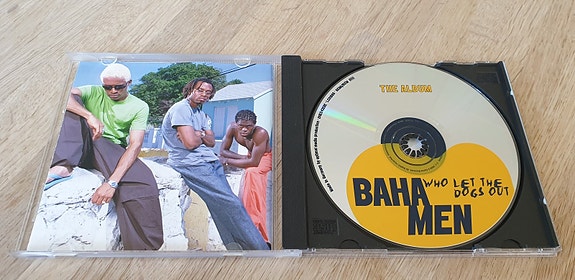 THE ALBUM
BAHA
MEN
WHO LET THE
DOGS OUT